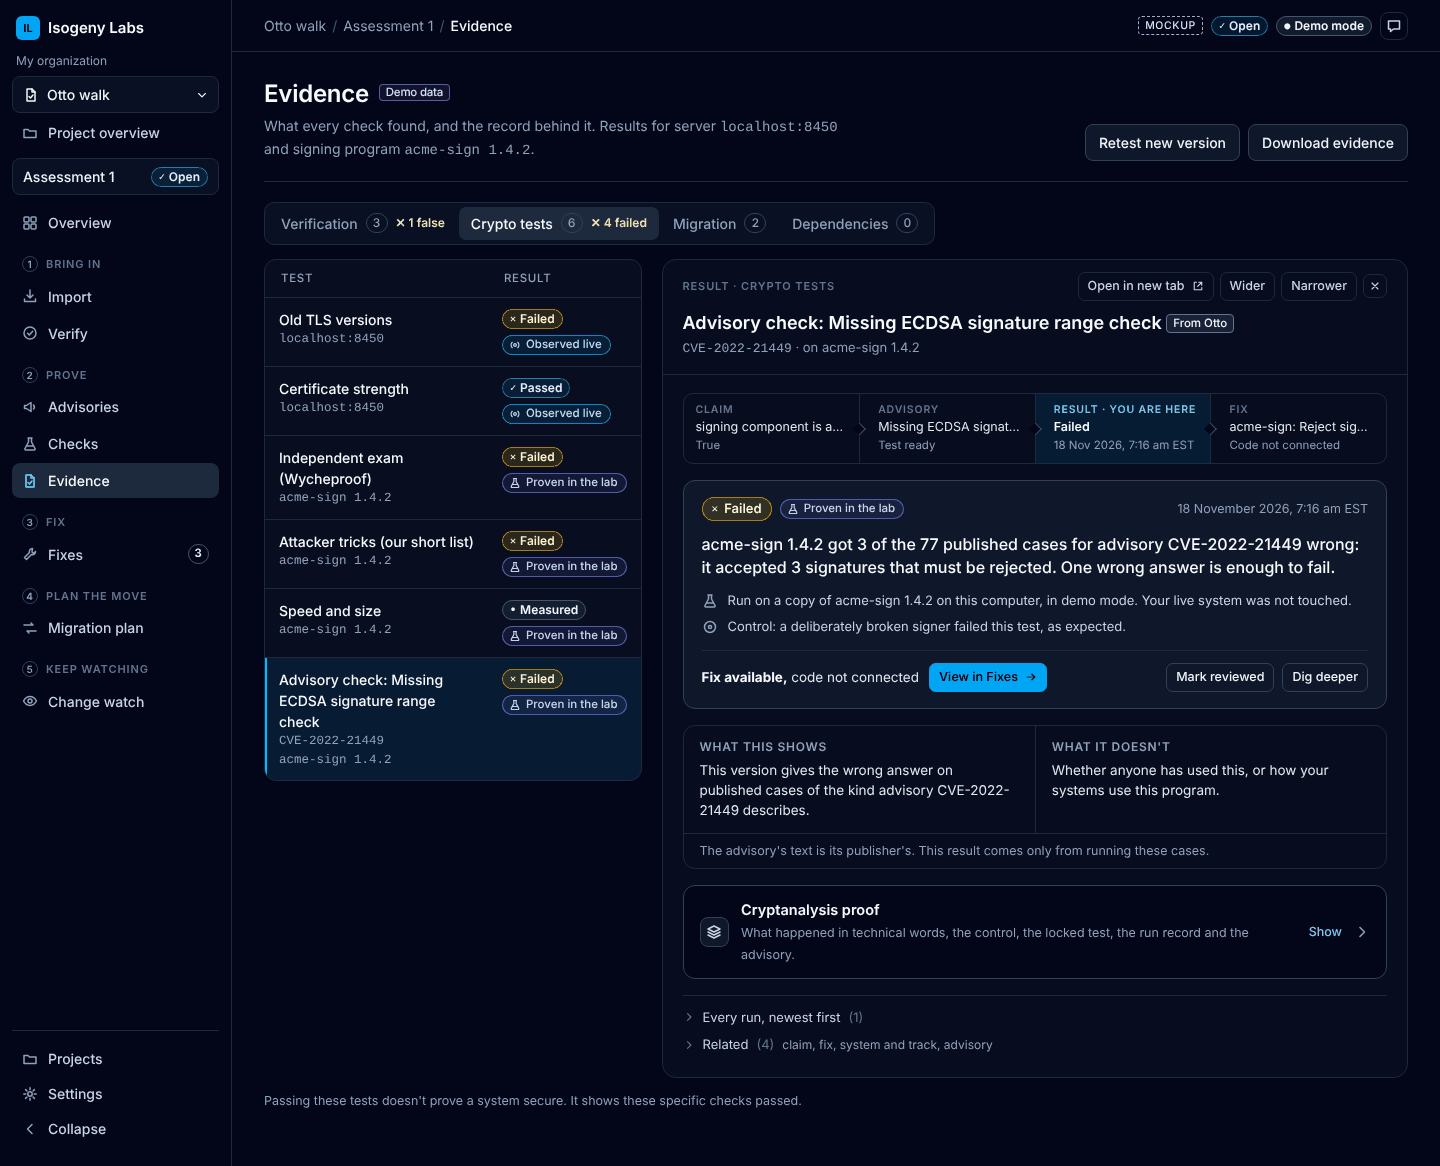 IL Isogeny Labs
My organization
Otto walk
Project overview
Assessment 1 ✓ Open
Overview
1 BRING IN
Import
Verify
2 PROVE
Advisories
Checks
Evidence
3 FIX
Fixes 3
4 PLAN THE MOVE
Migration plan
5 KEEP WATCHING
Change watch
Projects
Settings
Collapse
Otto walk / Assessment 1 / Evidence
MOCKUP ✓ Open • Demo mode
Evidence Demo data
What every check found, and the record behind it. Results for server localhost:8450
and signing program acme-sign 1.4.2.
Retest new version Download evidence
Verification 3 ✕ 1 false Crypto tests 6 ✕ 4 failed Migration 2 Dependencies 0
TEST RESULT
Old TLS versions × Failed
localhost:8450 Observed live
Certificate strength ✓ Passed
localhost:8450 Observed live
Independent exam × Failed
(Wycheproof) Proven in the lab
acme-sign 1.4.2
Attacker tricks (our short list) × Failed
acme-sign 1.4.2 Proven in the lab
Speed and size • Measured
acme-sign 1.4.2 Proven in the lab
Advisory check: Missing × Failed
ECDSA signature range Proven in the lab
check
CVE-2022-21449
acme-sign 1.4.2
RESULT · CRYPTO TESTS Open in new tab Wider Narrower ×
Advisory check: Missing ECDSA signature range check From Otto
CVE-2022-21449 · on acme-sign 1.4.2
CLAIM ADVISORY RESULT · YOU ARE HERE FIX
signing component is a... Missing ECDSA signat... Failed acme-sign: Reject sig...
True Test ready 18 Nov 2026, 7:16 am EST Code not connected
× Failed Proven in the lab 18 November 2026, 7:16 am EST
acme-sign 1.4.2 got 3 of the 77 published cases for advisory CVE-2022-21449 wrong:
it accepted 3 signatures that must be rejected. One wrong answer is enough to fail.
Run on a copy of acme-sign 1.4.2 on this computer, in demo mode. Your live system was not touched.
Control: a deliberately broken signer failed this test, as expected.
Fix available, code not connected View in Fixes → Mark reviewed Dig deeper
WHAT THIS SHOWS WHAT IT DOESN'T
This version gives the wrong answer on Whether anyone has used this, or how your
published cases of the kind advisory CVE-2022- systems use this program.
21449 describes.
The advisory's text is its publisher's. This result comes only from running these cases.
Cryptanalysis proof
What happened in technical words, the control, the locked test, the run record and the Show
advisory.
Every run, newest first (1)
Related (4) claim, fix, system and track, advisory
Passing these tests doesn't prove a system secure. It shows these specific checks passed.